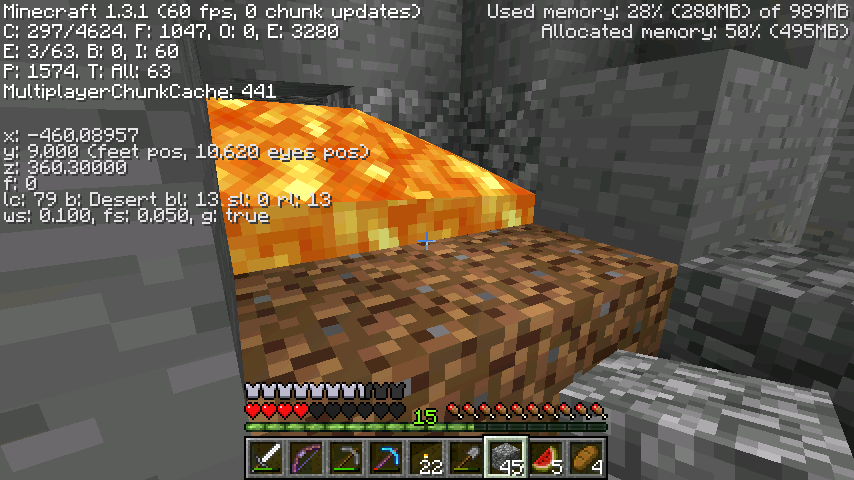 Minecraft 1.3.1 (60 fps, 0 chunk updates)
C: 297/4624. F: 1047, O: 0, E: 3280
E: 3/63. B: 0, I: 60
P: 1574. T: All: 63
MultiplayerChunkCache: 441
Used memory: 28% (280MB) of 989MB
Allocated memory: 50% (495MB)
x: -460.08957
y: 9.000 (feet pos, 10.620 eyes pos)
z: 360.30000
f: 0
lc: 79 b: Desert bl: 13 sl: 0 rl: 13
ws: 0.100, fs: 0.050, g: true
15
22
45
5
4